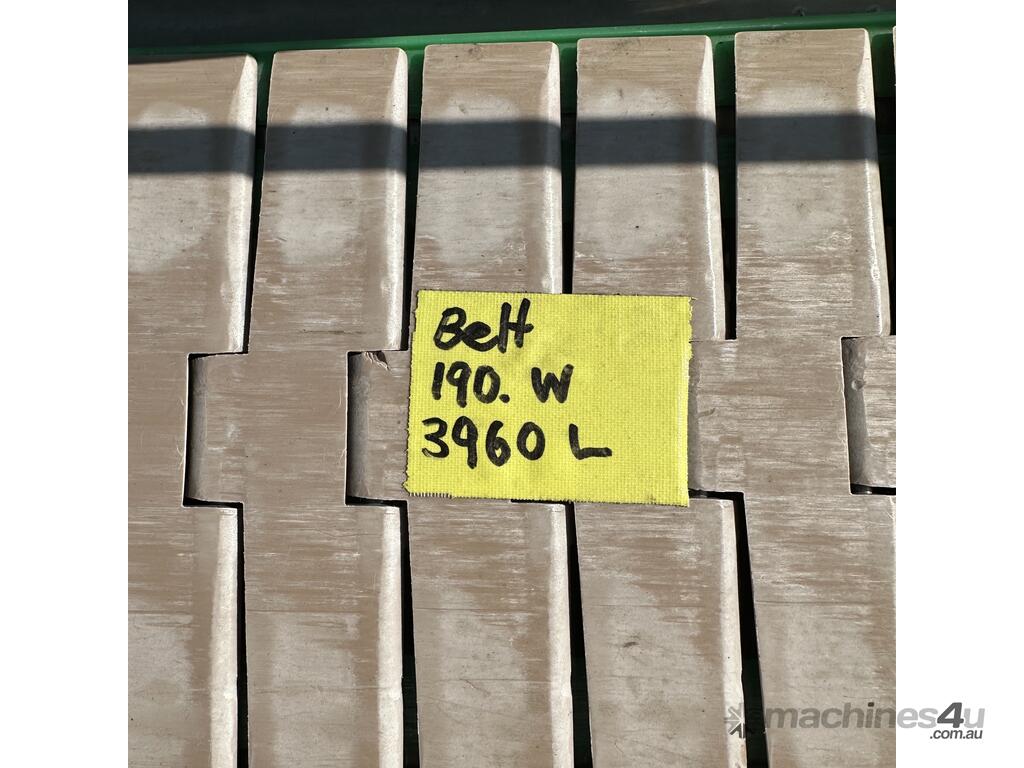 Belt
190. W
3960 L
machines4u
.com.au